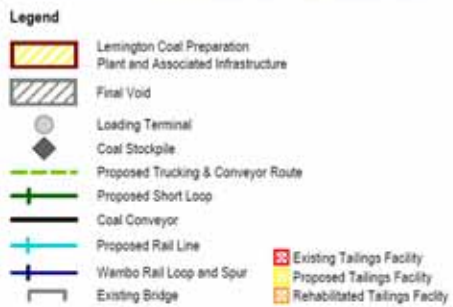 Legend
Lemington Coal Preparation
Plant and Associated Infrastructure
Final Void
Loading Terminal
Coal Stockpile
Proposed Trucking & Conveyor Route
Proposed Short Loop
Coal Conveyor
Proposed Rail Line
Wambo Rail Loop and Spur
Existing Bridge
Existing Tailings Facility
Proposed Tailings Facility
Rehabilitated Tailings Facility